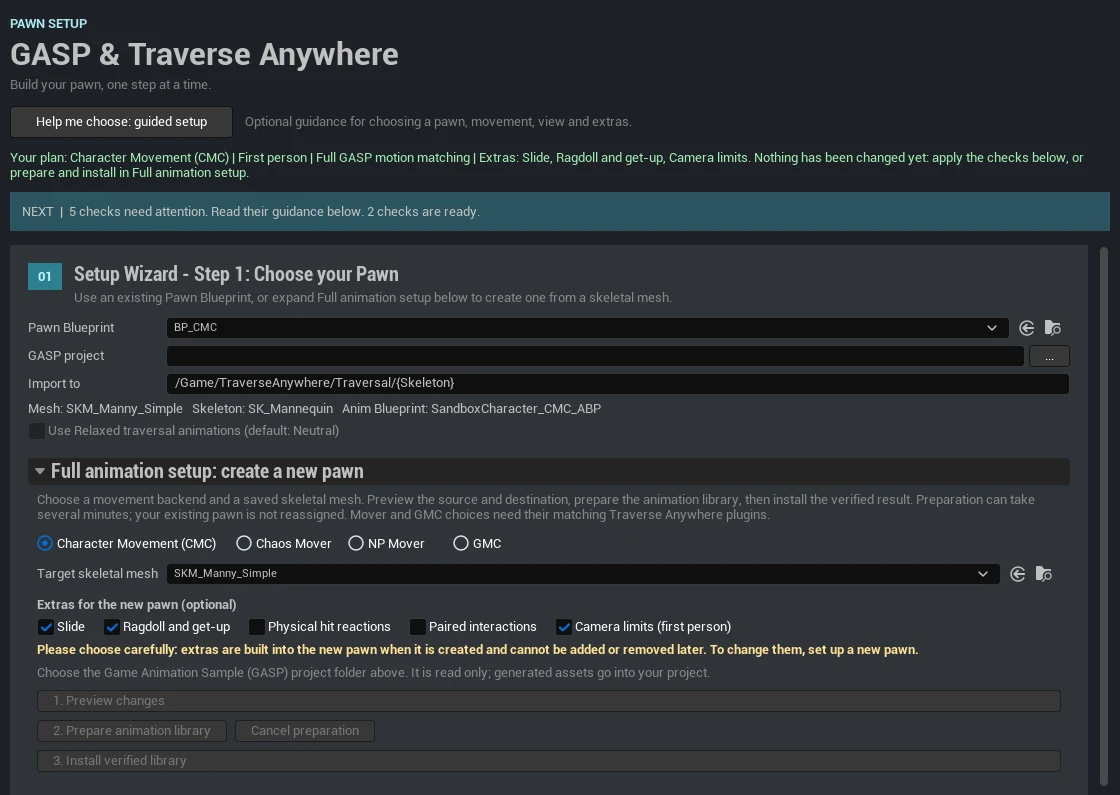 PAWN SETUP
GASP & Traverse Anywhere
Build your pawn, one step at a time.
Help me choose: guided setup
Optional guidance for choosing a pawn, movement, view and extras.
Your plan: Character Movement (CMC) | First person | Full GASP motion matching | Extras: Slide, Ragdoll and get-up, Camera limits. Nothing has been changed yet: apply the checks below, or
prepare and install in Full animation setup.
NEXT | 5 checks need attention. Read their guidance below. 2 checks are ready.
01
Setup Wizard - Step 1: Choose your Pawn
Use an existing Pawn Blueprint, or expand Full animation setup below to create one from a skeletal mesh.
Pawn Blueprint
BP_CMC
GASP project
...
Import to
/Game/TraverseAnywhere/Traversal/{Skeleton}
Mesh: SKM_Manny_Simple Skeleton: SK_Mannequin Anim Blueprint: SandboxCharacter_CMC_ABP
Use Relaxed traversal animations (default: Neutral)
Full animation setup: create a new pawn
Choose a movement backend and a saved skeletal mesh. Preview the source and destination, prepare the animation library, then install the verified result. Preparation can take
several minutes; your existing pawn is not reassigned. Mover and GMC choices need their matching Traverse Anywhere plugins.
Character Movement (CMC) Chaos Mover NP Mover GMC
Target skeletal mesh
SKM_Manny_Simple
Extras for the new pawn (optional)
Slide Ragdoll and get-up Physical hit reactions Paired interactions Camera limits (first person)
Please choose carefully: extras are built into the new pawn when it is created and cannot be added or removed later. To change them, set up a new pawn.
Choose the Game Animation Sample (GASP) project folder above. It is read only; generated assets go into your project.
1. Preview changes
2. Prepare animation library
Cancel preparation
3. Install verified library